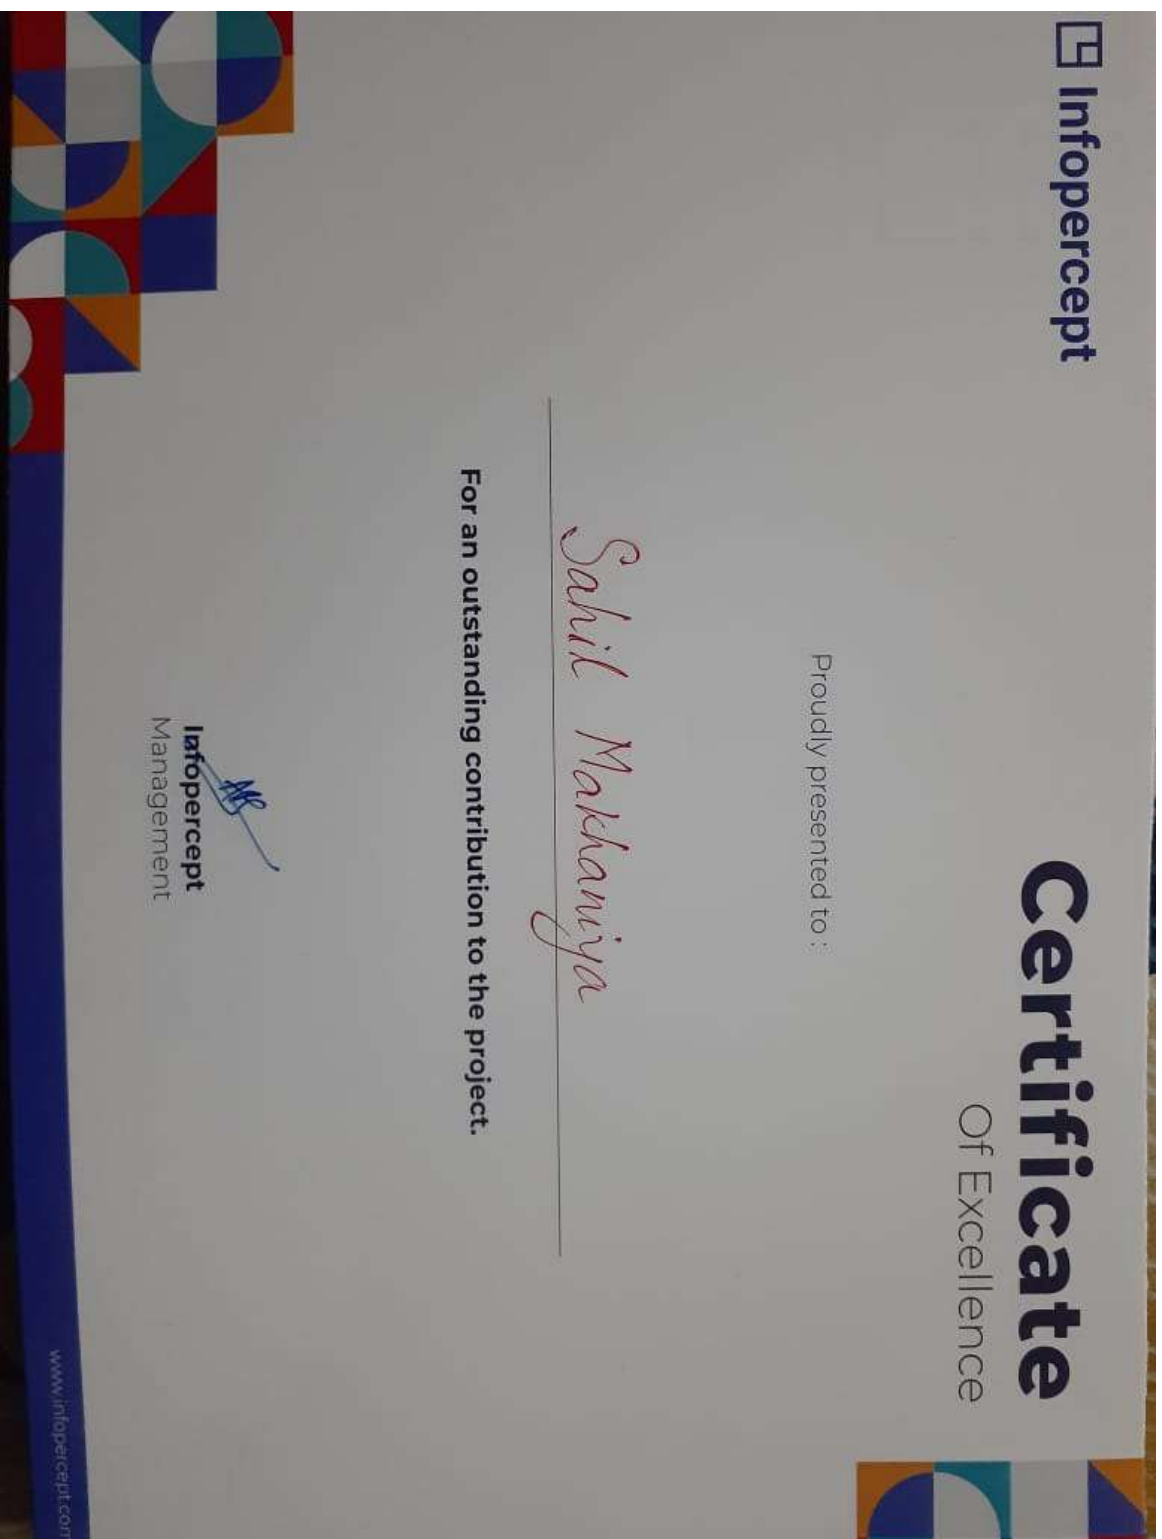 Infopercept
Certificate
Of Excellence
Proudly presented to :
Sahil Makhaniya
For an outstanding contribution to the project.
Infopercept
Management
www.infopercept.com